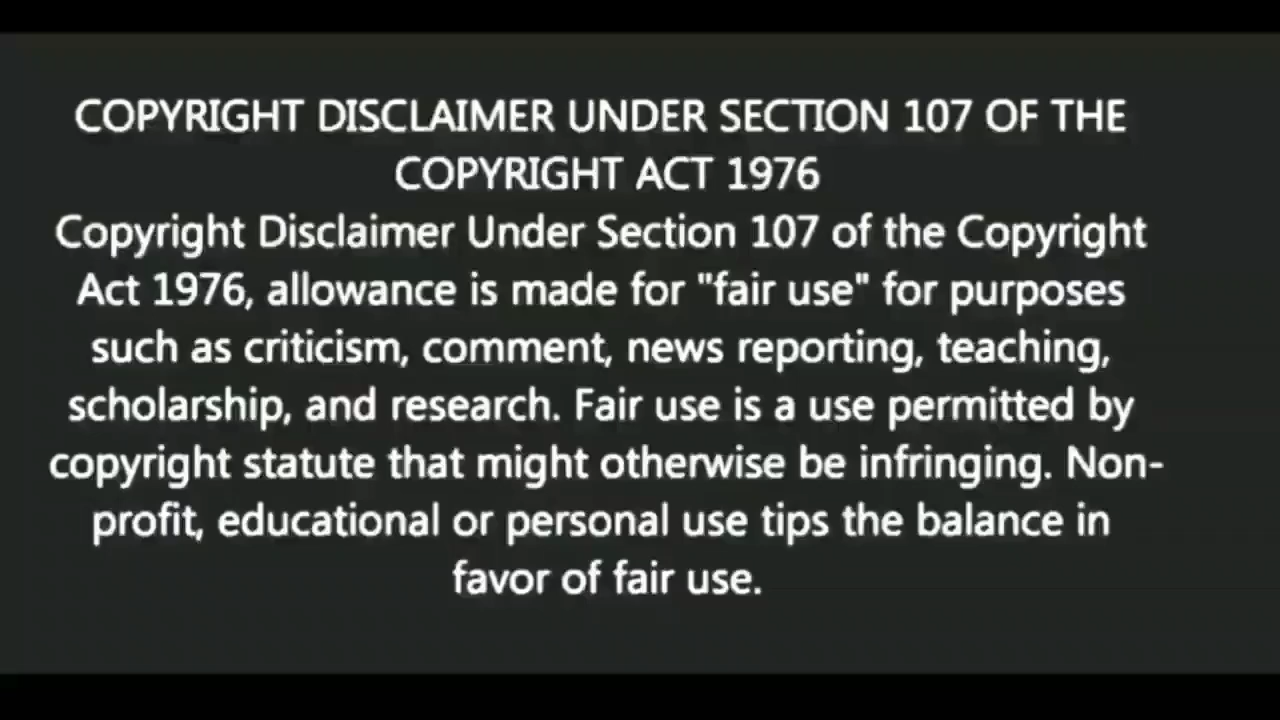 COPYRIGHT DISCLAIMER UNDER SECTION 107 OF THE
COPYRIGHT ACT 1976
Copyright Disclaimer Under Section 107 of the Copyright
Act 1976, allowance is made for "fair use" for purposes
such as criticism, comment, news reporting, teaching,
scholarship, and research. Fair use is a use permitted by
copyright statute that might otherwise be infringing. Non-
profit, educational or personal use tips the balance in
favor of fair use.